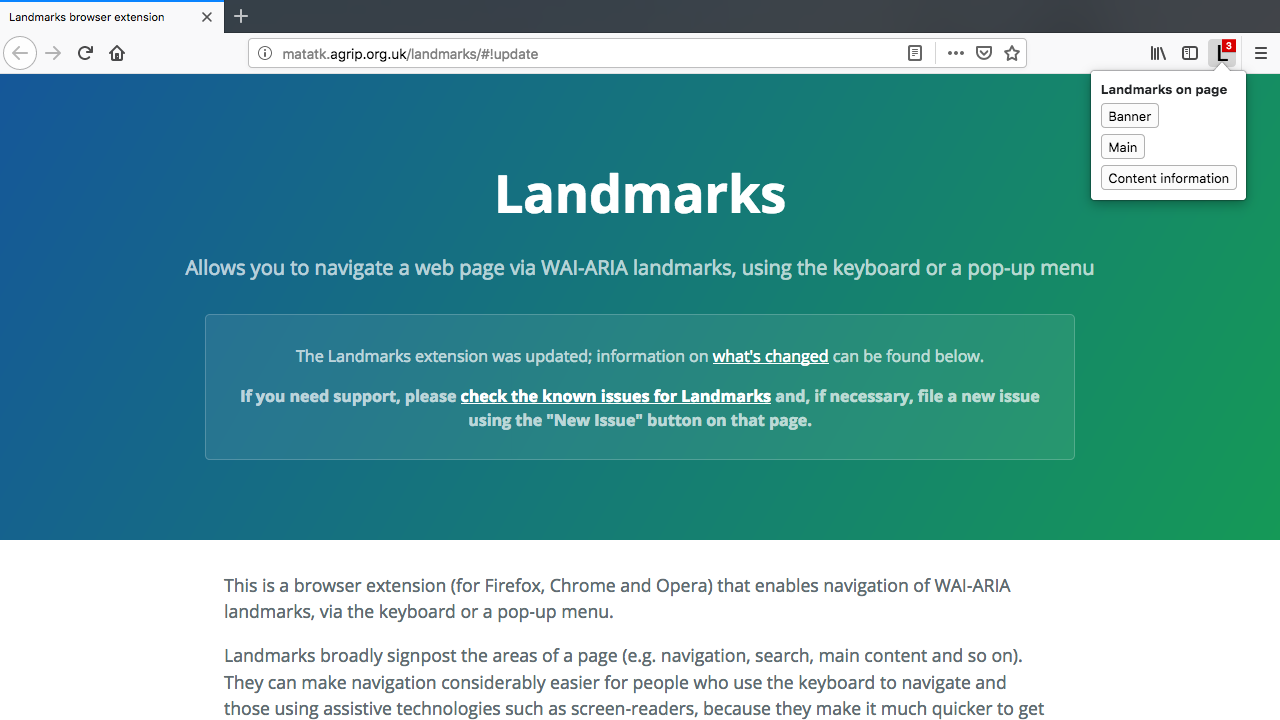 Landmarks browser extension
matatk.agrip.org.uk/landmarks/#!update
L
3
Landmarks on page
Banner
Main
Content information
Landmarks
Allows you to navigate a web page via WAI-ARIA landmarks, using the keyboard or a pop-up menu
The Landmarks extension was updated; information on what's changed can be found below.
If you need support, please check the known issues for Landmarks and, if necessary, file a new issue
using the "New Issue" button on that page.
This is a browser extension (for Firefox, Chrome and Opera) that enables navigation of WAI-ARIA
landmarks, via the keyboard or a pop-up menu.
Landmarks broadly signpost the areas of a page (e.g. navigation, search, main content and so on).
They can make navigation considerably easier for people who use the keyboard to navigate and
those using assistive technologies such as screen-readers, because they make it much quicker to get